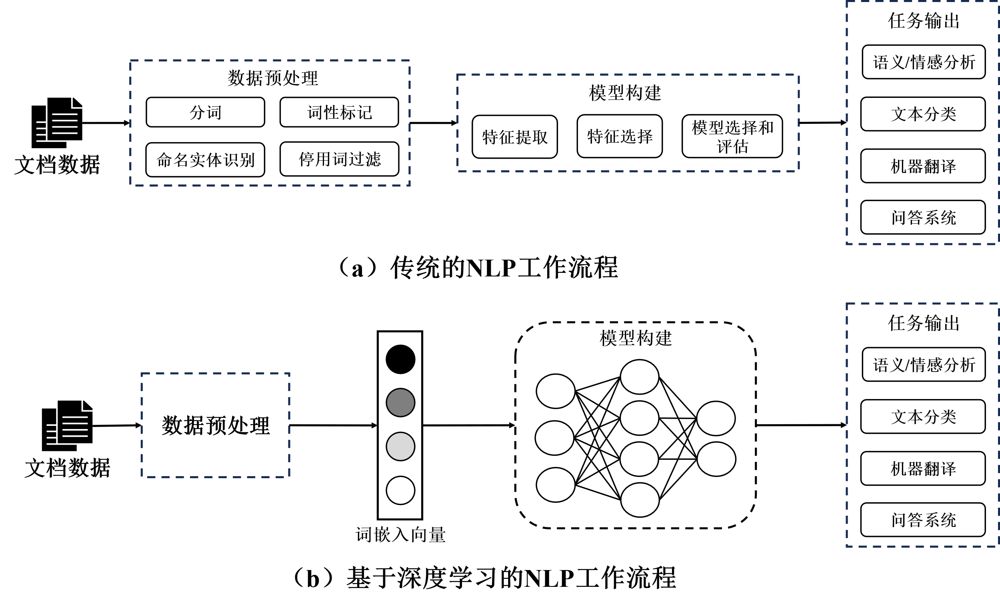 文档数据
数据预处理
分词
词性标记
命名实体识别
停用词过滤
模型构建
特征提取
特征选择
模型选择和
评估
任务输出
语义/情感分析
文本分类
机器翻译
问答系统
（a）传统的NLP工作流程
文档数据
数据预处理
词嵌入向量
模型构建
任务输出
语义/情感分析
文本分类
机器翻译
问答系统
（b）基于深度学习的NLP工作流程